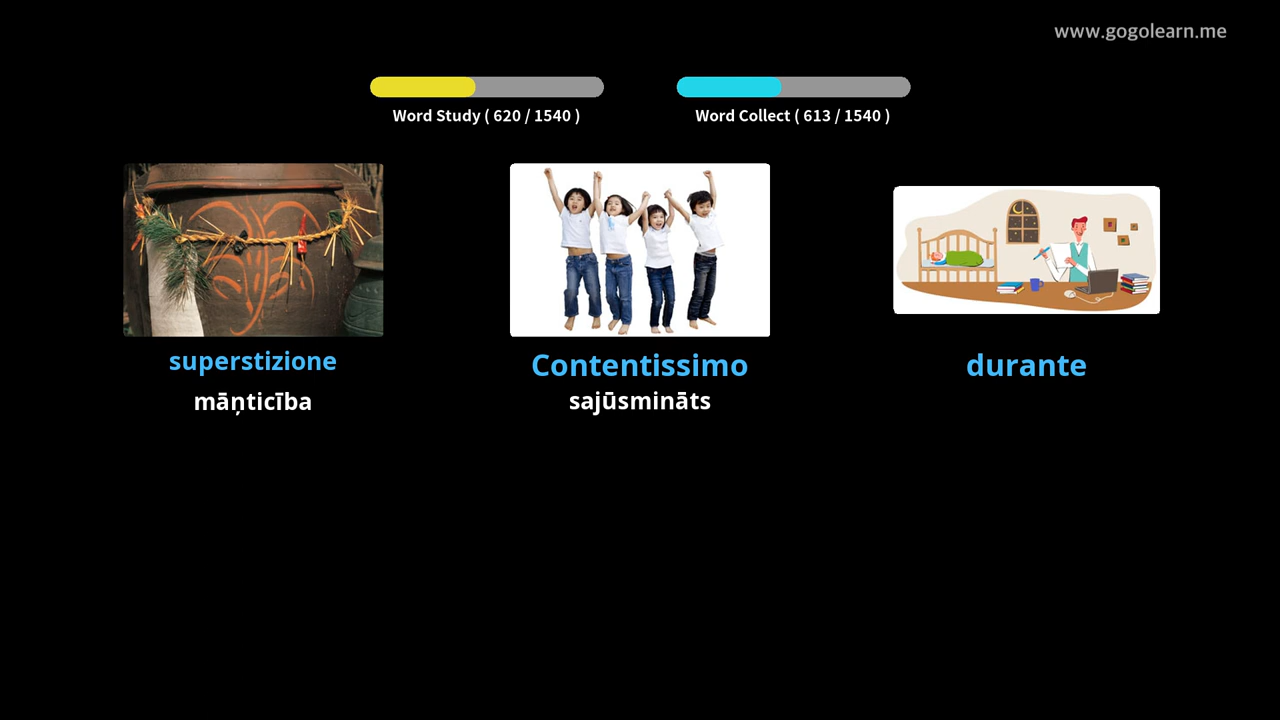 www.gogolearn.me
Word Study ( 620 / 1540 )
Word Collect ( 613 / 1540 )
superstizione
māņticība
Contentissimo
sajūsmināts
durante